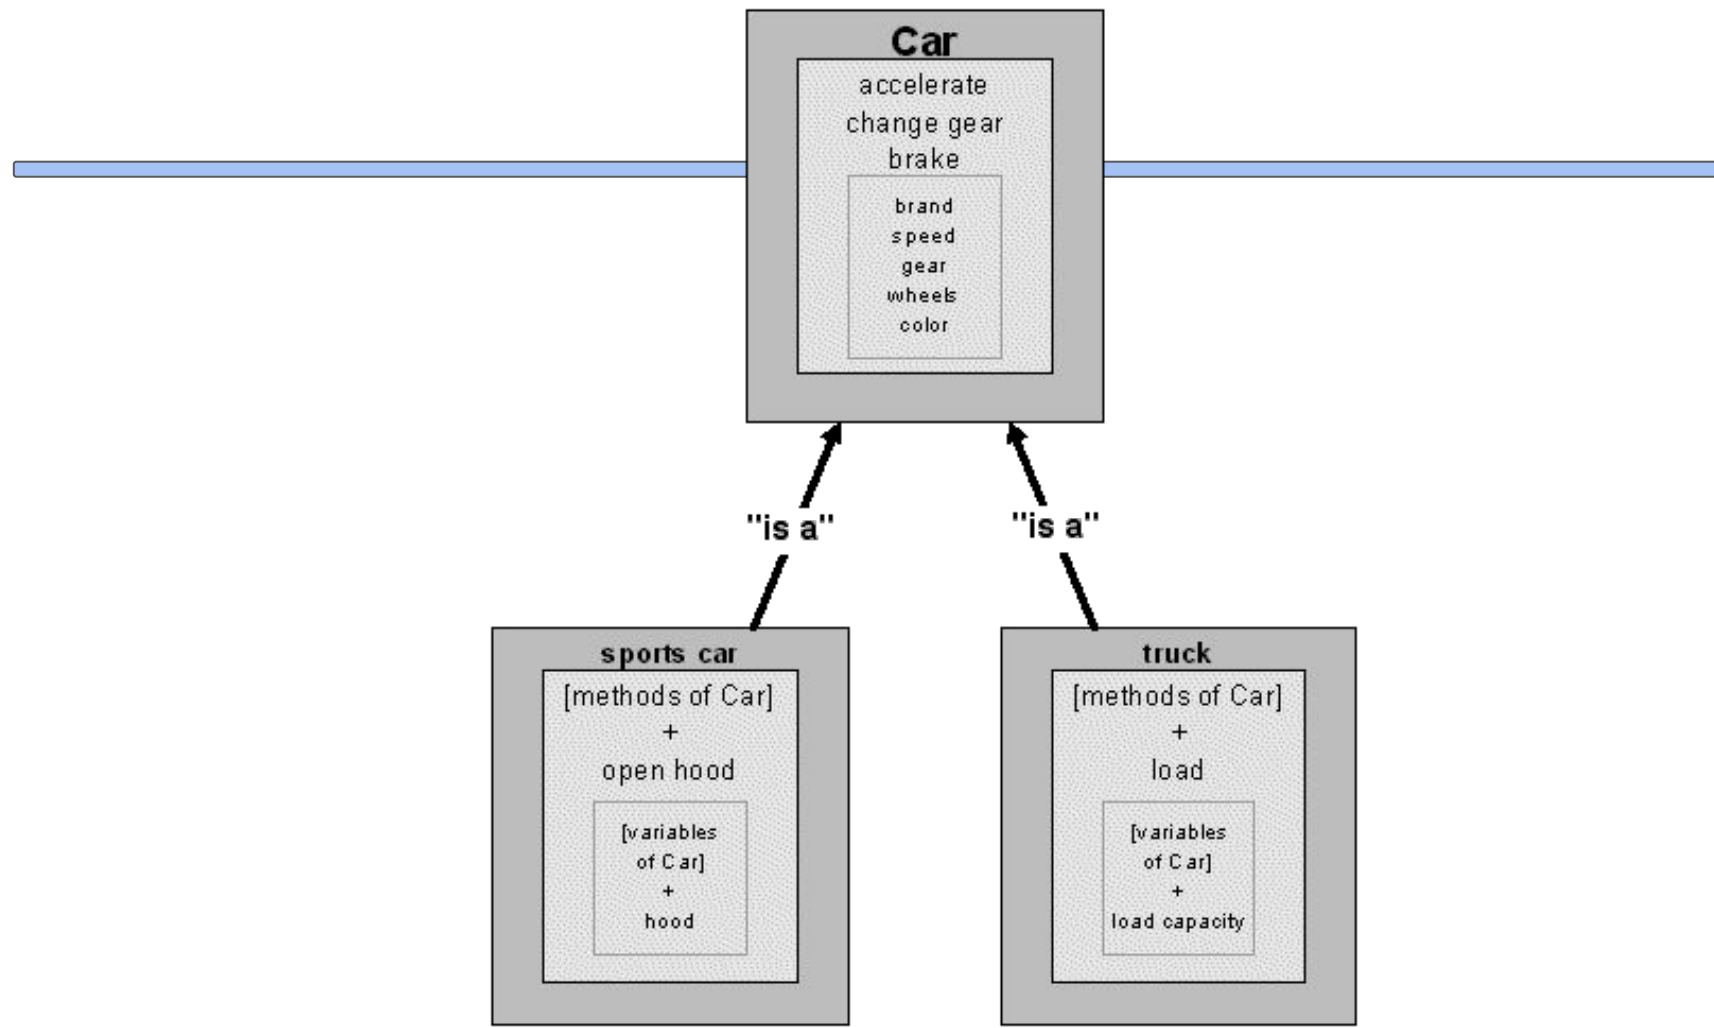 Car
accelerate
change gear
brake
brand
speed
gear
wheels
color
"is a"
"is a"
sports car
[methods of Car]
+
open hood
[variables
of Car]
+
hood
truck
[methods of Car]
+
load
[variables
of Car]
+
load capacity